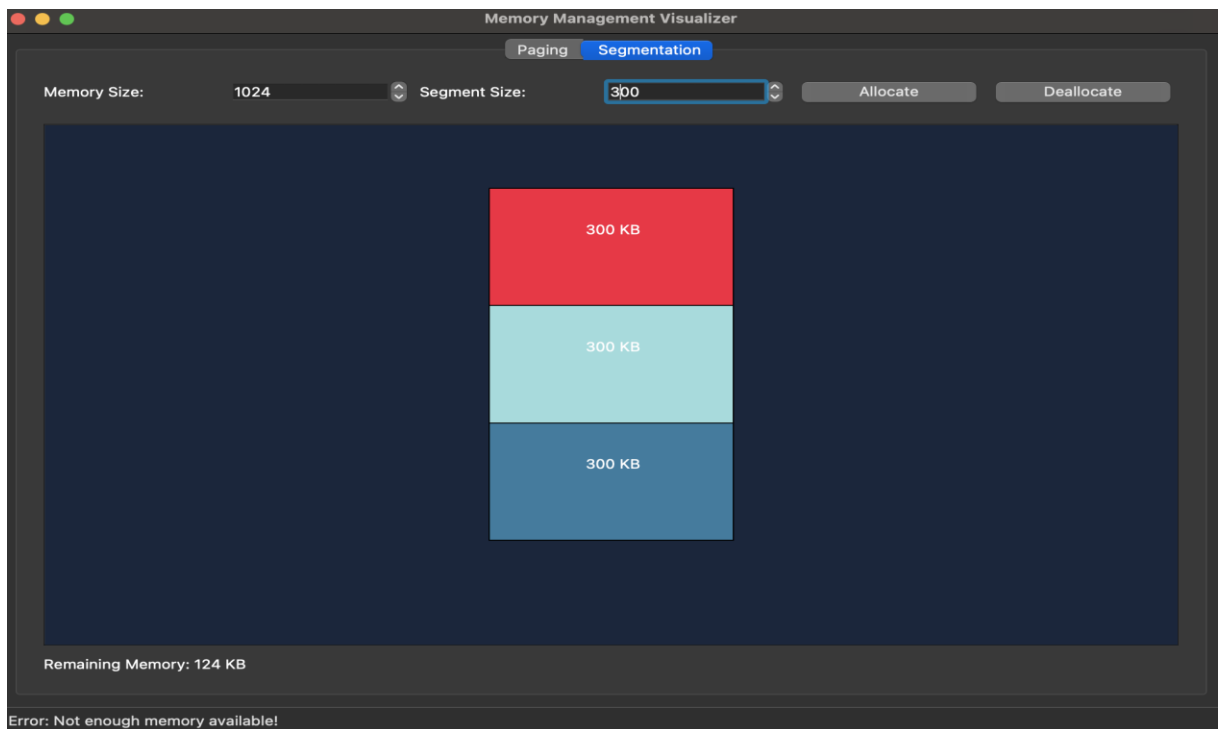 Memory Management Visualizer
Paging Segmentation
Memory Size: 1024 Segment Size: 300 Allocate Deallocate
300 KB
300 KB
300 KB
Remaining Memory: 124 KB
Error: Not enough memory available!